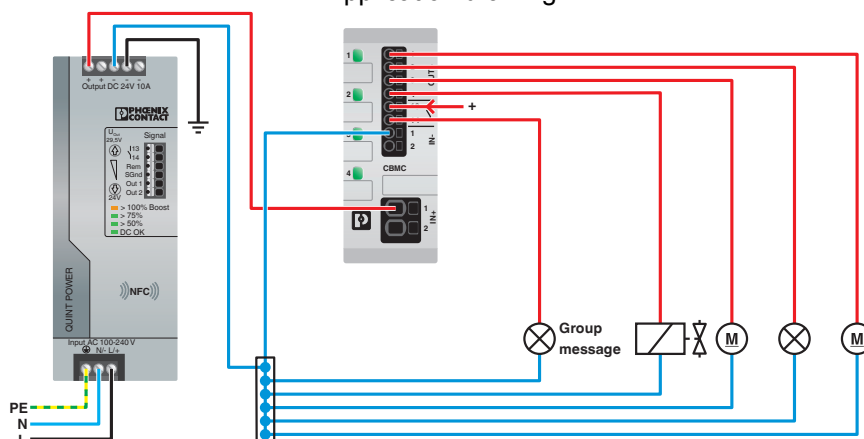 + + - - -
Output DC 24V 10A
PHŒNIX
CONTACT
UOut
29,5V
Signal
13
14
Rem
SGnd
Out 1
Out 2
24V
> 100% Boost
> 75%
> 50%
DC OK
NFC
QUINT POWER
Input AC 100-240 V
N/- L/+
PE
N
1
2
3
4
+
1
2
IN-
CBMC
1
2
IN+
Group
message
M
M